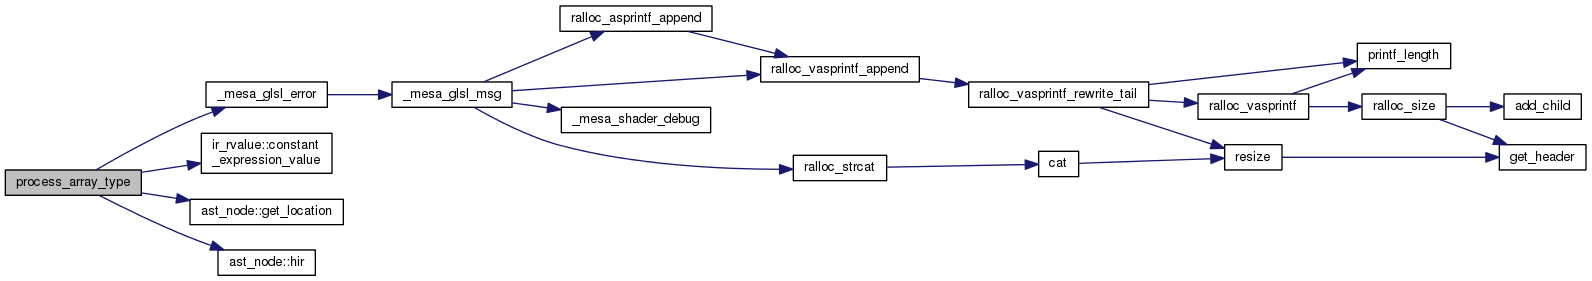 ralloc_asprintf_append
printf_length
ralloc_vasprintf_append
_mesa_glsl_error
_mesa_glsl_msg
ralloc_vasprintf_rewrite_tail
ralloc_vasprintf
ralloc_size
add_child
_mesa_shader_debug
ir_rvalue::constant
_expression_value
resize
get_header
cat
ralloc_strcat
process_array_type
ast_node::get_location
ast_node::hir